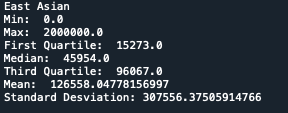 East Asian
Min:  0.0
Max:  2000000.0
First Quartile:  15273.0
Median:  45954.0
Third Quartile:  96067.0
Mean:  126558.04778156997
Standard Desviation: 307556.37505914766